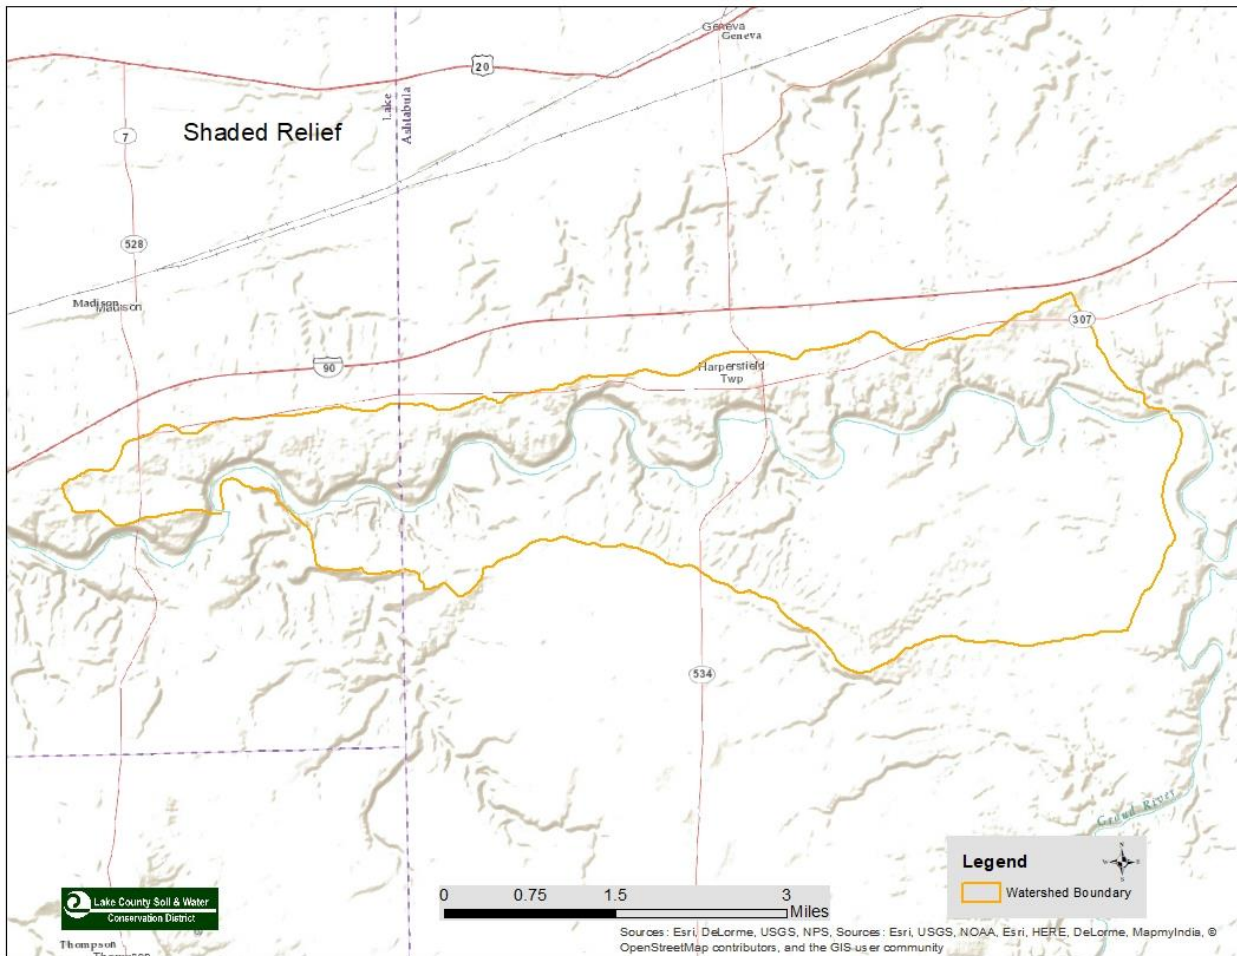 Geneva
Geneva
20
Lake
Ashtabula
7
Shaded Relief
528
Madison
Madison
307
90
Harpersfield
Twp
534
Grand River
Legend
N
W E
S
Watershed Boundary
Lake County Soil & Water
Conservation District
0 0.75 1.5 3
Miles
Sources: Esri, DeLorme, USGS, NPS, Sources: Esri, USGS, NOAA, Esri, HERE, DeLorme, MapmyIndia, ©
OpenStreetMap contributors, and the GIS user community
Thompson
Thompson